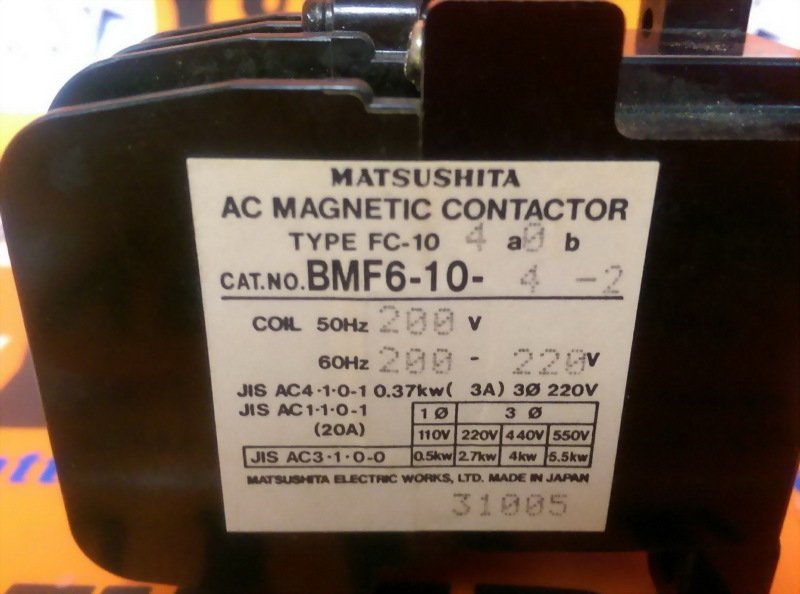 MATSUSHITA
AC MAGNETIC CONTACTOR
TYPE FC-10 4 a 0 b
CAT.NO. BMF6-10- 4 -2
COIL 50Hz 200 V
60Hz 200 - 220 V
JIS AC4·1·0-1 0.37kw( 3A) 3Ø 220V
JIS AC1·1·0-1 1 Ø 3 Ø
(20A) 110V 220V 440V 550V
JIS AC3·1·0-0 0.5kw 2.7kw 4kw 5.5kw
MATSUSHITA ELECTRIC WORKS, LTD. MADE IN JAPAN
31005